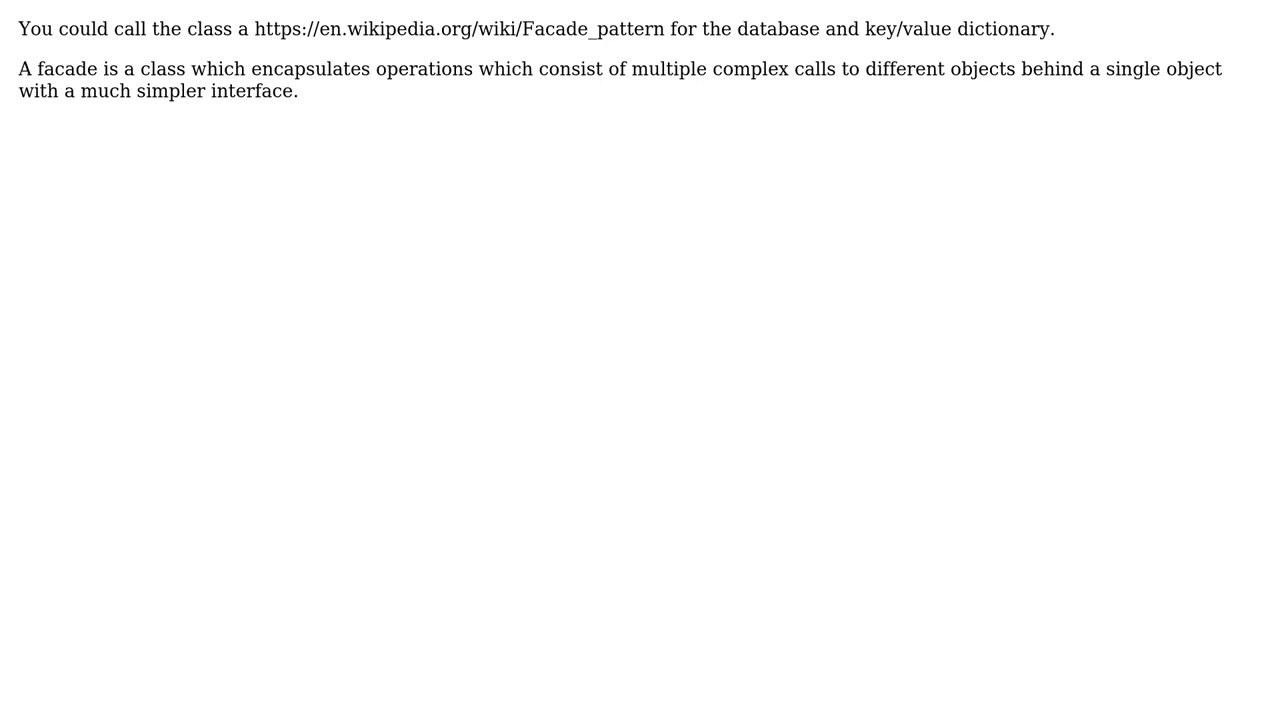 You could call the class a https://en.wikipedia.org/wiki/Facade_pattern for the database and key/value dictionary.
A facade is a class which encapsulates operations which consist of multiple complex calls to different objects behind a single object
with a much simpler interface.